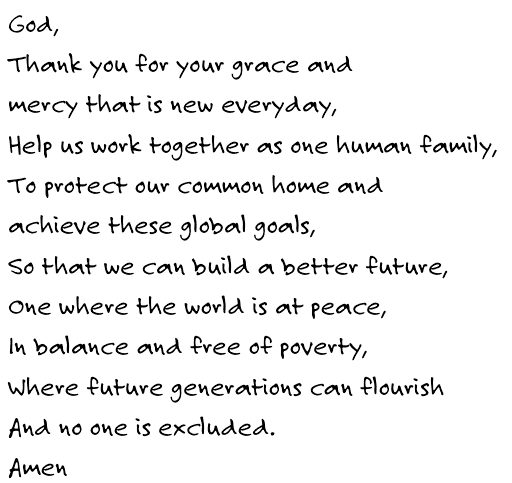 God,
Thank you for your grace and
mercy that is new everyday,
Help us work together as one human family,
To protect our common home and
achieve these global goals,
So that we can build a better future,
One where the world is at peace,
In balance and free of poverty,
Where future generations can flourish
And no one is excluded.
Amen